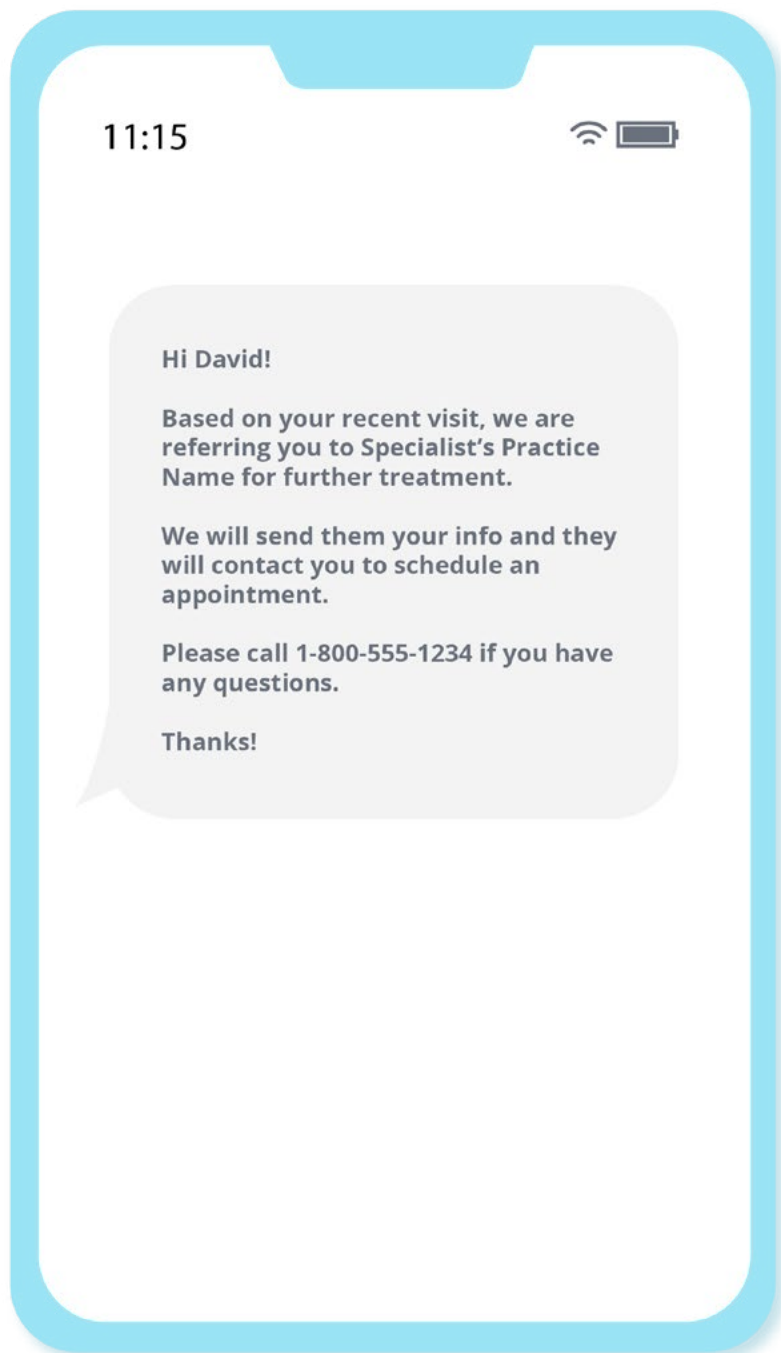 11:15
Hi David!
Based on your recent visit, we are
referring you to Specialist’s Practice
Name for further treatment.
We will send them your info and they
will contact you to schedule an
appointment.
Please call 1-800-555-1234 if you have
any questions.
Thanks!